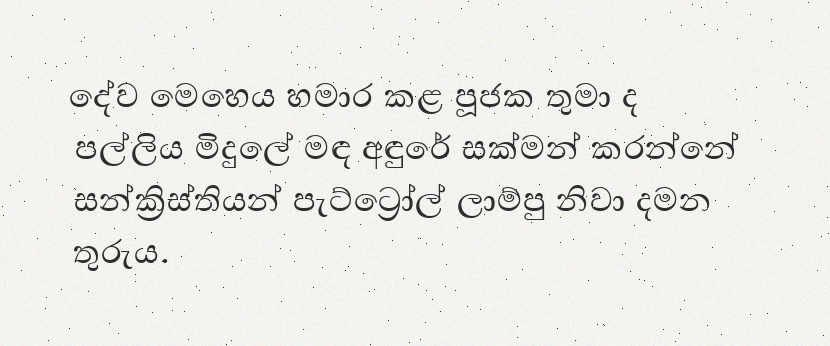 දේව මෙහෙය හමාර කළ පූජක තුමා ද
පල්ලිය මිදුලේ මඳ අඳුරේ සක්මන් කරන්නේ
සන්ක්‍රිස්තියන් පැට්ට්‍රෝල් ලාම්පු නිවා දමන
තුරුය.